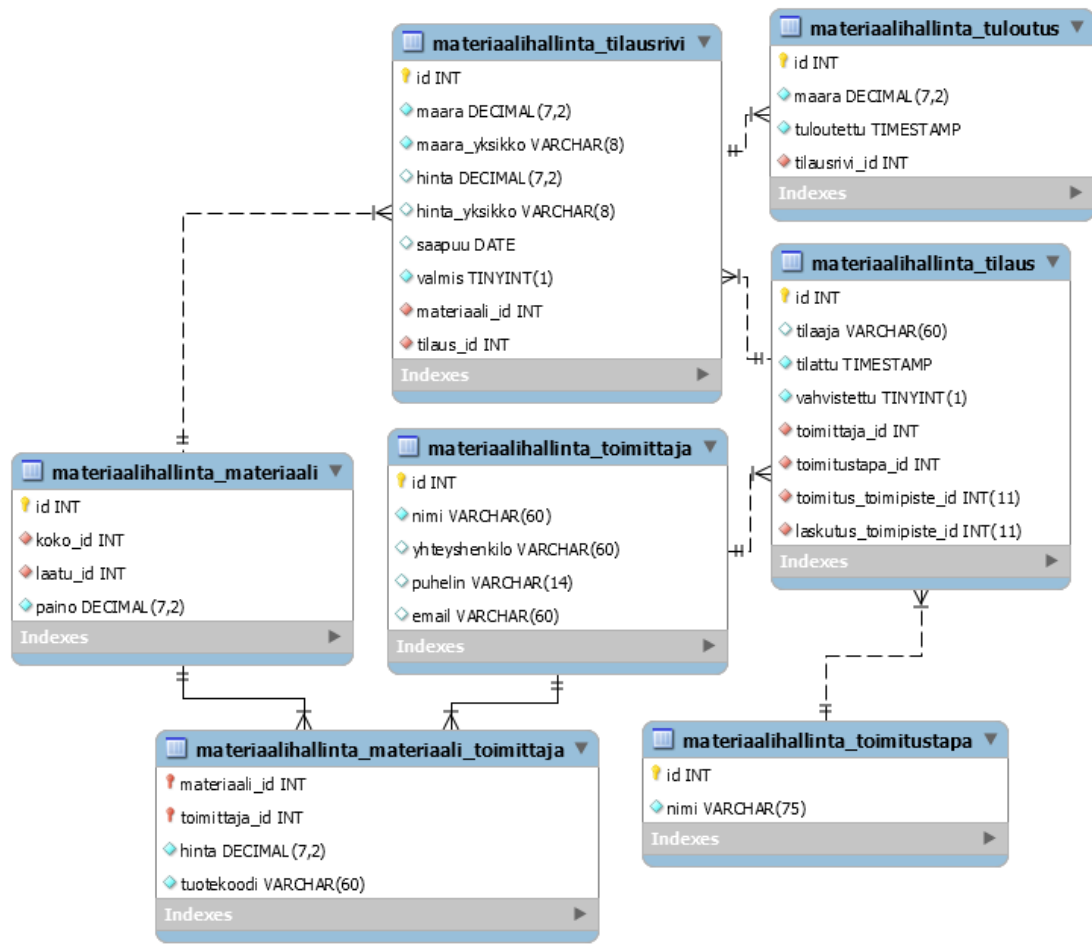 materiaalihallinta_tilausrivi
id INT
maara DECIMAL(7,2)
maara_yksikko VARCHAR(8)
hinta DECIMAL(7,2)
hinta_yksikko VARCHAR(8)
saapuu DATE
valmis TINYINT(1)
materiaali_id INT
tilaus_id INT
Indexes
materiaalihallinta_tuloutus
id INT
maara DECIMAL(7,2)
tuloutettu TIMESTAMP
tilausrivi_id INT
Indexes
materiaalihallinta_tilaus
id INT
tilaaja VARCHAR(60)
tilattu TIMESTAMP
vahvistettu TINYINT(1)
toimittaja_id INT
toimitustapa_id INT
toimitus_toimipiste_id INT(11)
laskutus_toimipiste_id INT(11)
Indexes
materiaalihallinta_materiaali
id INT
koko_id INT
laatu_id INT
paino DECIMAL(7,2)
Indexes
materiaalihallinta_toimittaja
id INT
nimi VARCHAR(60)
yhteyshenkilo VARCHAR(60)
puhelin VARCHAR(14)
email VARCHAR(60)
Indexes
materiaalihallinta_materiaali_toimittaja
materiaali_id INT
toimittaja_id INT
hinta DECIMAL(7,2)
tuotekoodi VARCHAR(60)
Indexes
materiaalihallinta_toimitustapa
id INT
nimi VARCHAR(75)
Indexes